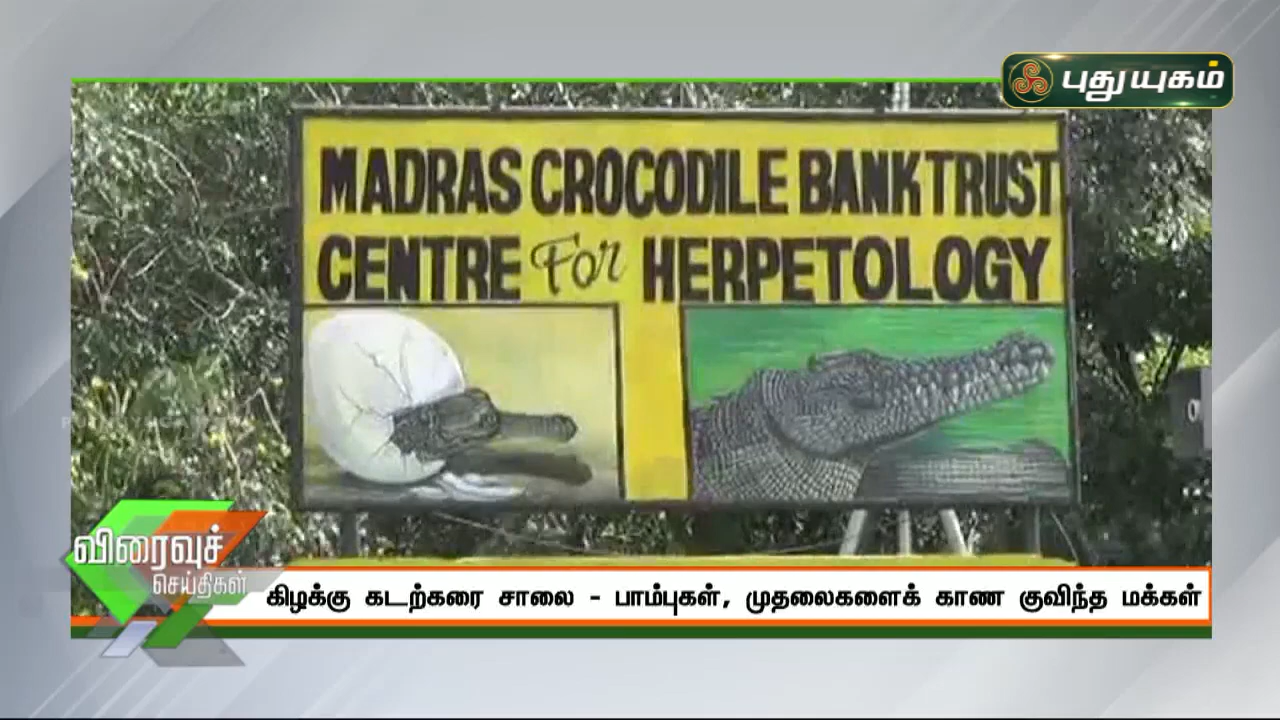 புதுயுகம்
MADRAS CROCODILE BANK TRUST
CENTRE For HERPETOLOGY
விரைவுச்
செய்திகள்
கிழக்கு கடற்கரை சாலை - பாம்புகள், முதலைகளைக் காண குவிந்த மக்கள்